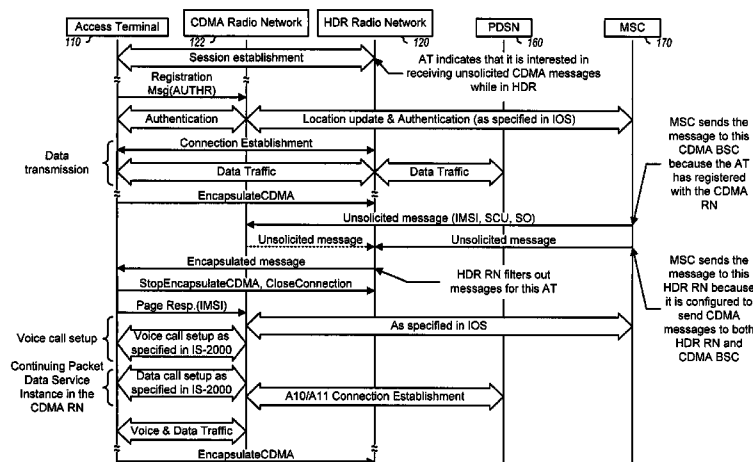 Access Terminal
CDMA Radio Network
HDR Radio Network
PDSN
MSC
110
122
120
160
170
Session establishment
AT indicates that it is interested in
receiving unsolicited CDMA messages
while in HDR
Registration
Msg(AUTHR)
Authentication
Location update & Authentication (as specified in IOS)
MSC sends the
message to this
CDMA BSC
because the AT
has registered
with the CDMA
RN
Connection Establishment
Data
transmission
Data Traffic
Data Traffic
EncapsulateCDMA
Unsolicited message (IMSI, SCU, SO)
Unsolicited message
Unsolicited message
Encapsulated message
HDR RN filters out
messages for this AT
MSC sends the
message to this
HDR RN because
it is configured to
send CDMA
messages to both
HDR RN and
CDMA BSC
StopEncapsulateCDMA, CloseConnection
Page Resp.(IMSI)
As specified in IOS
Voice call setup
Voice call setup as
specified in IS-2000
Continuing Packet
Data Service
Instance in the
CDMA RN
Data call setup as
specified in IS-2000
A10/A11 Connection Establishment
Voice & Data Traffic
EncapsulateCDMA